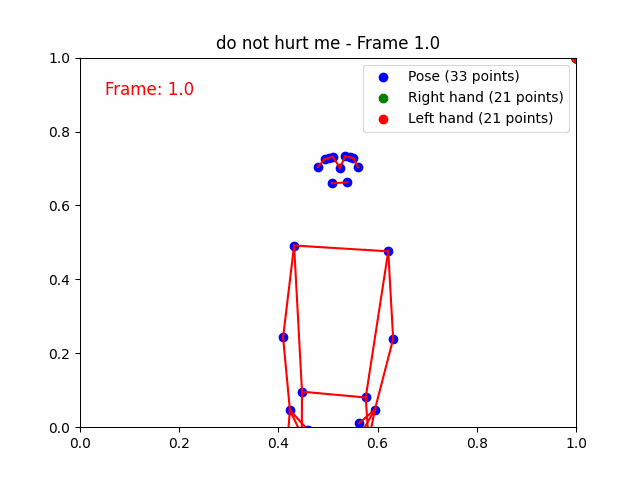 do not hurt me - Frame 1.0
Frame: 1.0
Pose (33 points)
Right hand (21 points)
Left hand (21 points)
1.0
0.8
0.6
0.4
0.2
0.0
0.0 0.2 0.4 0.6 0.8 1.0